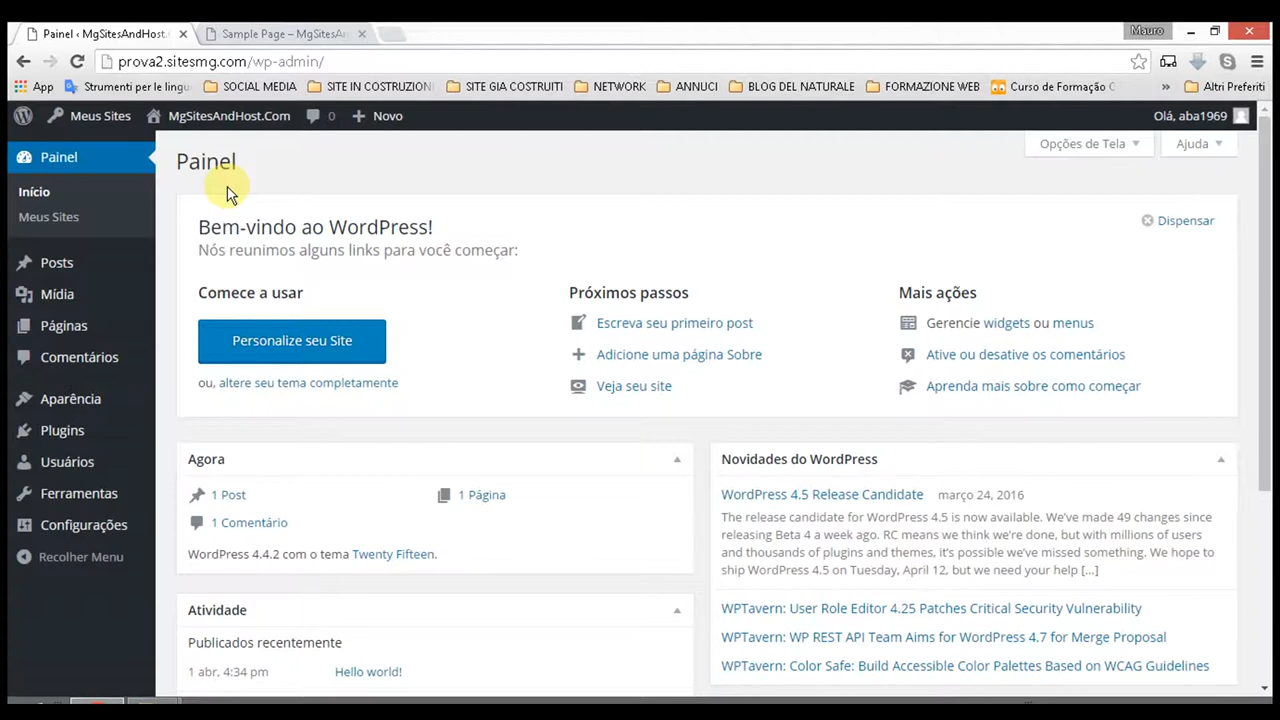 Painel ‹ MgSitesAndHost.
Sample Page – MgSitesAn
Mauro
prova2.sitesmg.com/wp-admin/
App
Strumenti per le lingu
SOCIAL MEDIA
SITE IN COSTRUZION
SITE GIA COSTRUITI
NETWORK
ANNUCI
BLOG DEL NATURALE
FORMAZIONE WEB
Curso de Formação C
»
Altri Preferiti
Meus Sites
MgSitesAndHost.Com
0
Novo
Olá, aba1969
Painel
Início
Meus Sites
Posts
Mídia
Páginas
Comentários
Aparência
Plugins
Usuários
Ferramentas
Configurações
Recolher Menu
Painel
Opções de Tela
Ajuda
Bem-vindo ao WordPress!
Dispensar
Nós reunimos alguns links para você começar:
Comece a usar
Personalize seu Site
ou, altere seu tema completamente
Próximos passos
Escreva seu primeiro post
Adicione uma página Sobre
Veja seu site
Mais ações
Gerencie widgets ou menus
Ative ou desative os comentários
Aprenda mais sobre como começar
Agora
1 Post
1 Página
1 Comentário
WordPress 4.4.2 com o tema Twenty Fifteen.
Atividade
Publicados recentemente
1 abr, 4:34 pm
Hello world!
Novidades do WordPress
WordPress 4.5 Release Candidate março 24, 2016
The release candidate for WordPress 4.5 is now available. We've made 49 changes since
releasing Beta 4 a week ago. RC means we think we're done, but with millions of users
and thousands of plugins and themes, it's possible we've missed something. We hope to
ship WordPress 4.5 on Tuesday, April 12, but we need your help [...]
WPTavern: User Role Editor 4.25 Patches Critical Security Vulnerability
WPTavern: WP REST API Team Aims for WordPress 4.7 for Merge Proposal
WPTavern: Color Safe: Build Accessible Color Palettes Based on WCAG Guidelines